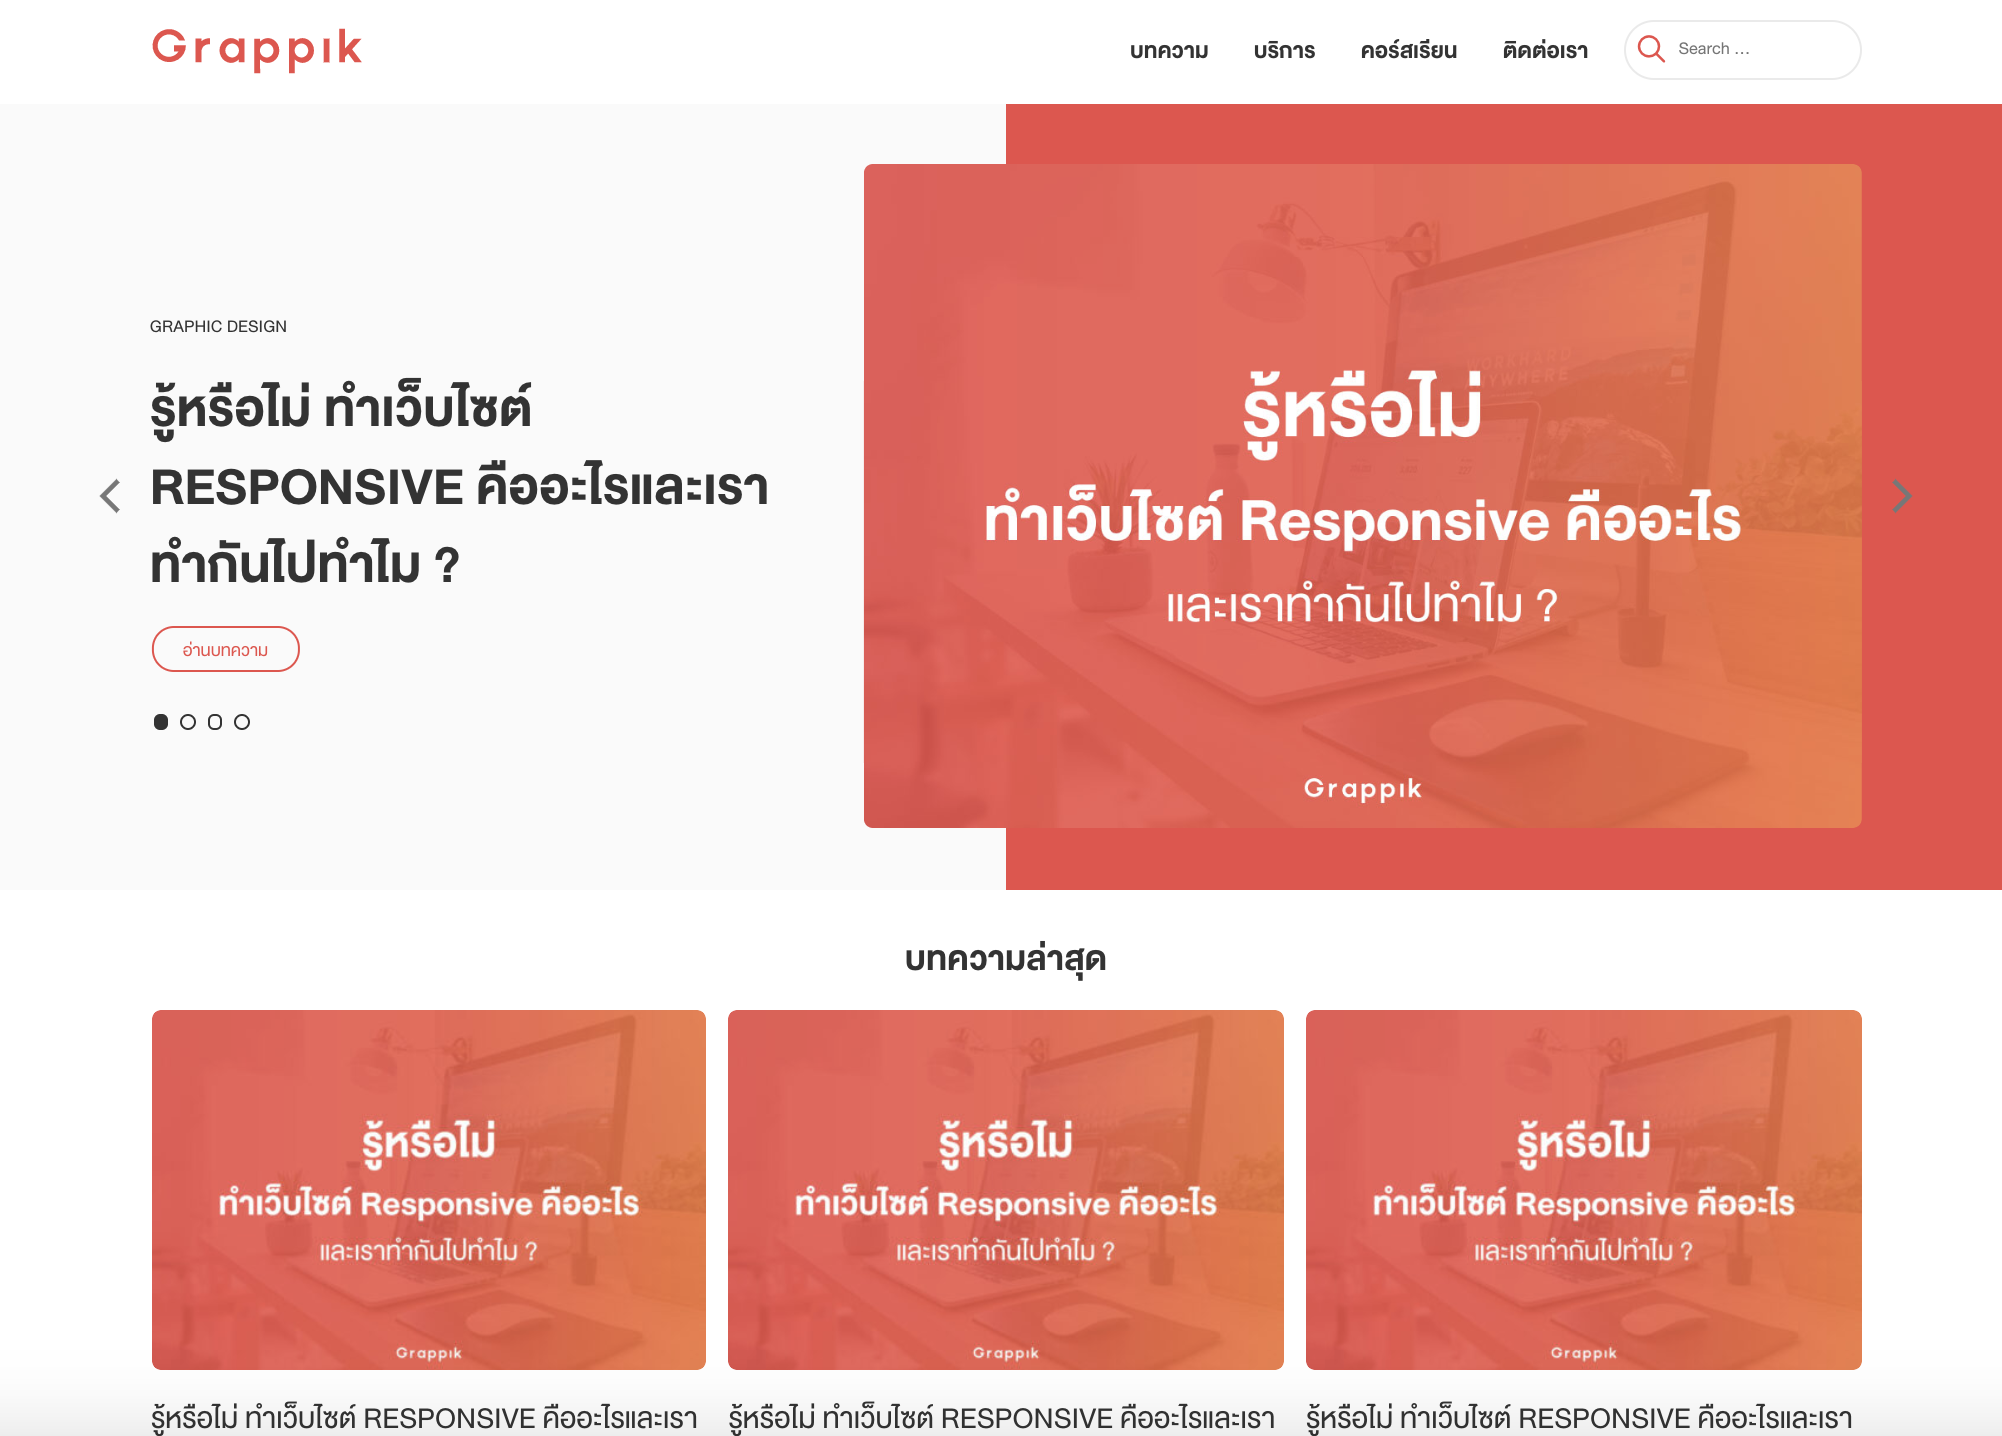 Grappik
บทความ
บริการ
คอร์สเรียน
ติดต่อเรา
Search ...
GRAPHIC DESIGN
รู้หรือไม่ ทำเว็บไซต์
RESPONSIVE คืออะไรและเรา
ทำกันไปทำไม ?
อ่านบทความ
WORKHARD
ANYWHERE
รู้หรือไม่
ทำเว็บไซต์ Responsive คืออะไร
และเราทำกันไปทำไม ?
Grappik
บทความล่าสุด
รู้หรือไม่
ทำเว็บไซต์ Responsive คืออะไร
และเราทำกันไปทำไม ?
Grappik
รู้หรือไม่ ทำเว็บไซต์ RESPONSIVE คืออะไรและเรา
รู้หรือไม่
ทำเว็บไซต์ Responsive คืออะไร
และเราทำกันไปทำไม ?
Grappik
รู้หรือไม่ ทำเว็บไซต์ RESPONSIVE คืออะไรและเรา
รู้หรือไม่
ทำเว็บไซต์ Responsive คืออะไร
และเราทำกันไปทำไม ?
Grappik
รู้หรือไม่ ทำเว็บไซต์ RESPONSIVE คืออะไรและเรา